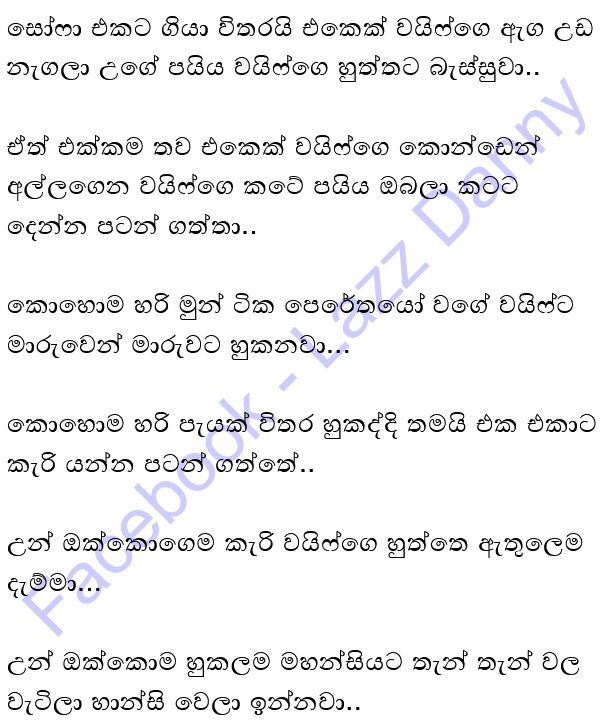 සෝෆා එකට ගියා විතරයි එකෙක් වයිෆ්ගෙ ඇග උඩ
නැගලා උගේ පයිය වයිෆ්ගෙ හුත්තට බැස්සුවා..
ඒත් එක්කම තව එකෙක් වයිෆ්ගෙ කොන්ඩෙන්
අල්ලගෙන වයිෆ්ගෙ කටේ පයිය ඔබලා කටට
දෙන්න පටන් ගත්තා..
කොහොම හරි මුන් ටික පෙරේතයෝ වගේ වයිෆ්ට
මාරුවෙන් මාරුවට හුකනවා...
කොහොම හරි පැයක් විතර හුකද්දි තමයි එක එකාට
කැරි යන්න පටන් ගත්තේ..
උන් ඔක්කොගෙම කැරි වයිෆ්ගෙ හුත්තෙ ඇතුලෙම
දැම්මා...
උන් ඔක්කොම හුකලම මහන්සියට තැන් තැන් වල
වැටිලා හාන්සි වෙලා ඉන්නවා..
Facebook - Lazz Danny